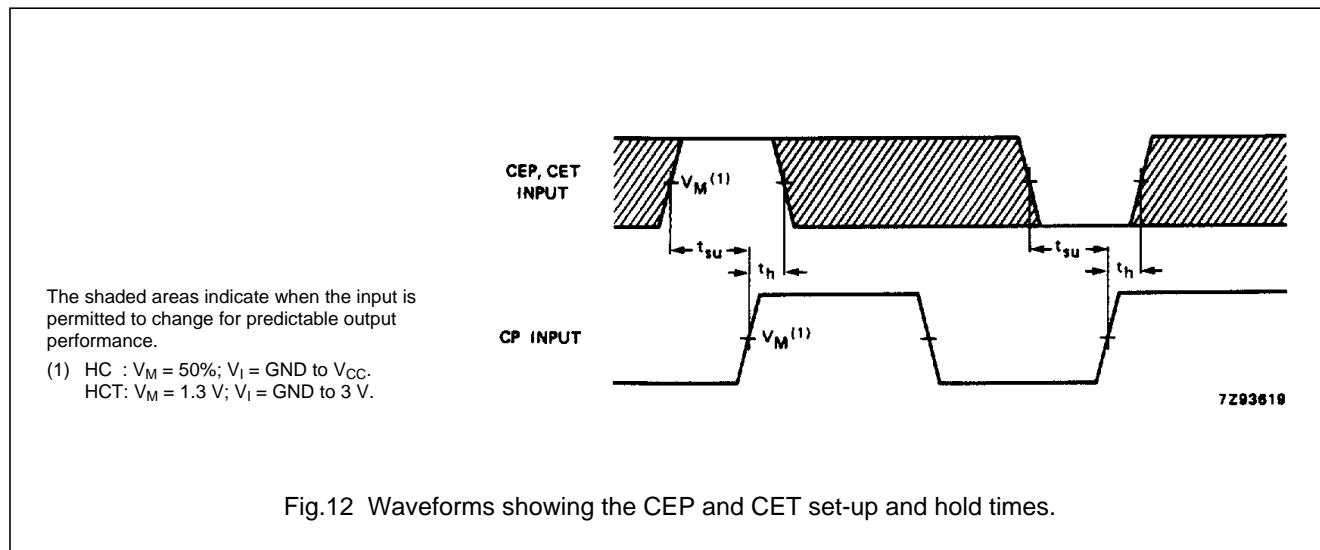 CEP, CET
INPUT
V_M(1)
t_su
t_h
t_su
t_h
CP INPUT
V_M(1)
The shaded areas indicate when the input is
permitted to change for predictable output
performance.
(1) HC : V_M = 50%; V_I = GND to V_CC.
HCT: V_M = 1.3 V; V_I = GND to 3 V.
7Z93619
Fig.12 Waveforms showing the CEP and CET set-up and hold times.